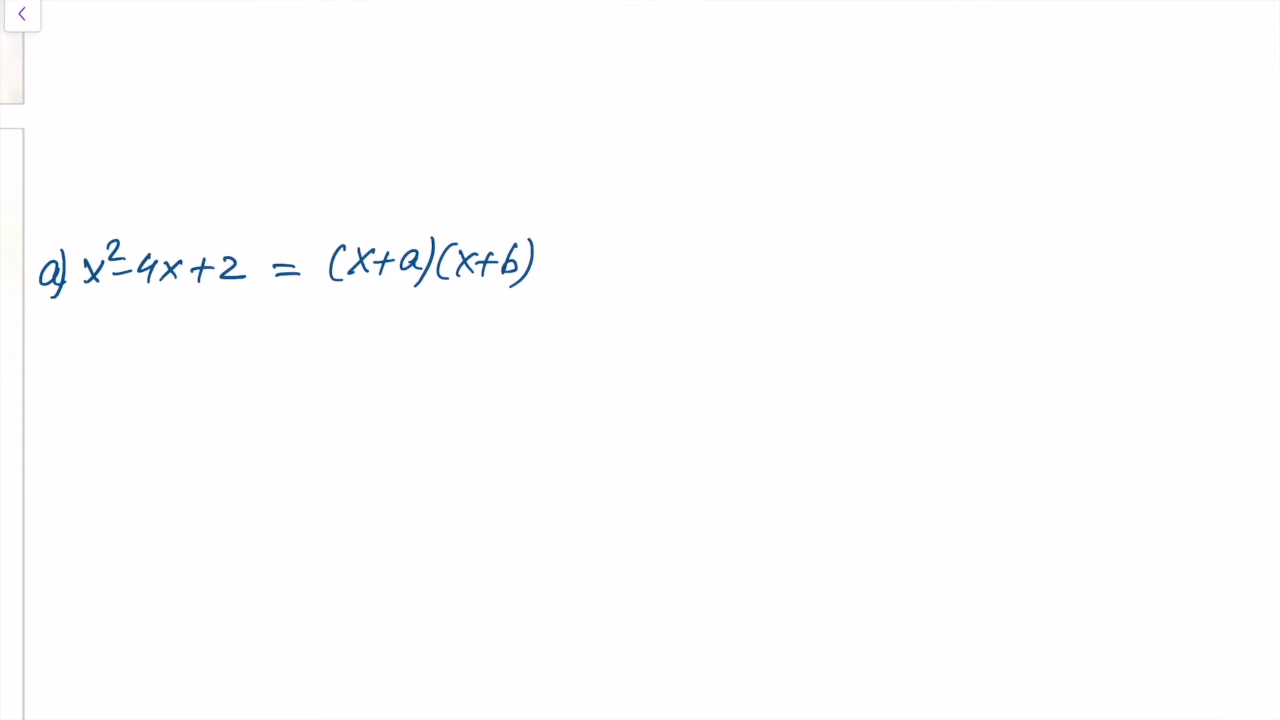 a) x²-4x+2 = (x+a)(x+b)